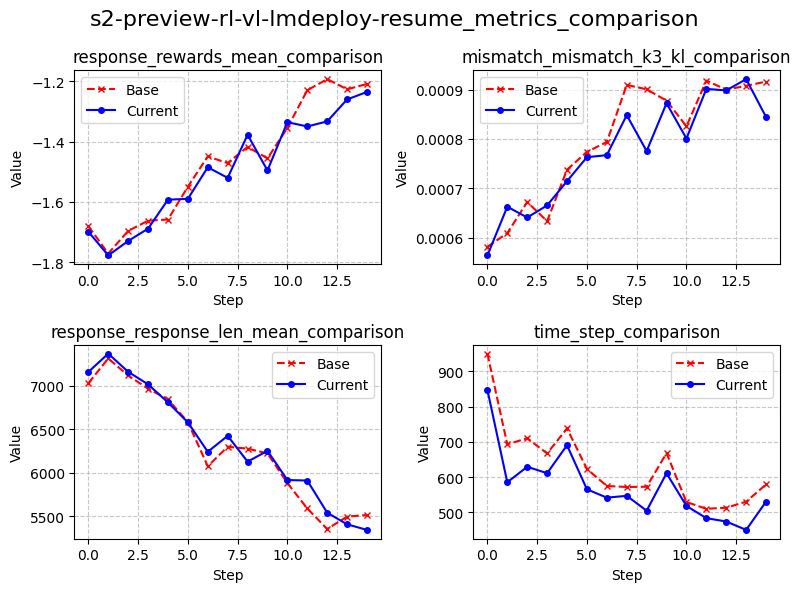 s2-preview-rl-vl-lmdeploy-resume_metrics_comparison
response_rewards_mean_comparison
Base
Current
Value
−1.2
−1.4
−1.6
−1.8
0.0 2.5 5.0 7.5 10.0 12.5
Step
mismatch_mismatch_k3_kl_comparison
Base
Current
Value
0.0009
0.0008
0.0007
0.0006
0.0 2.5 5.0 7.5 10.0 12.5
Step
response_response_len_mean_comparison
Base
Current
Value
7000
6500
6000
5500
0.0 2.5 5.0 7.5 10.0 12.5
Step
time_step_comparison
Base
Current
Value
900
800
700
600
500
0.0 2.5 5.0 7.5 10.0 12.5
Step